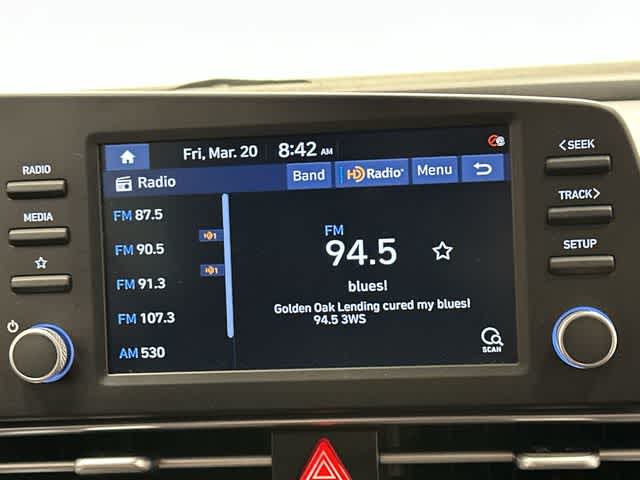 Fri, Mar. 20 8:42 AM
Radio Band HD Radio Menu
FM 87.5
FM 90.5 HD1
FM 91.3 HD1
FM 107.3
AM 530
FM
94.5
blues!
Golden Oak Lending cured my blues!
94.5 3WS
SCAN
RADIO
MEDIA
<SEEK
TRACK>
SETUP